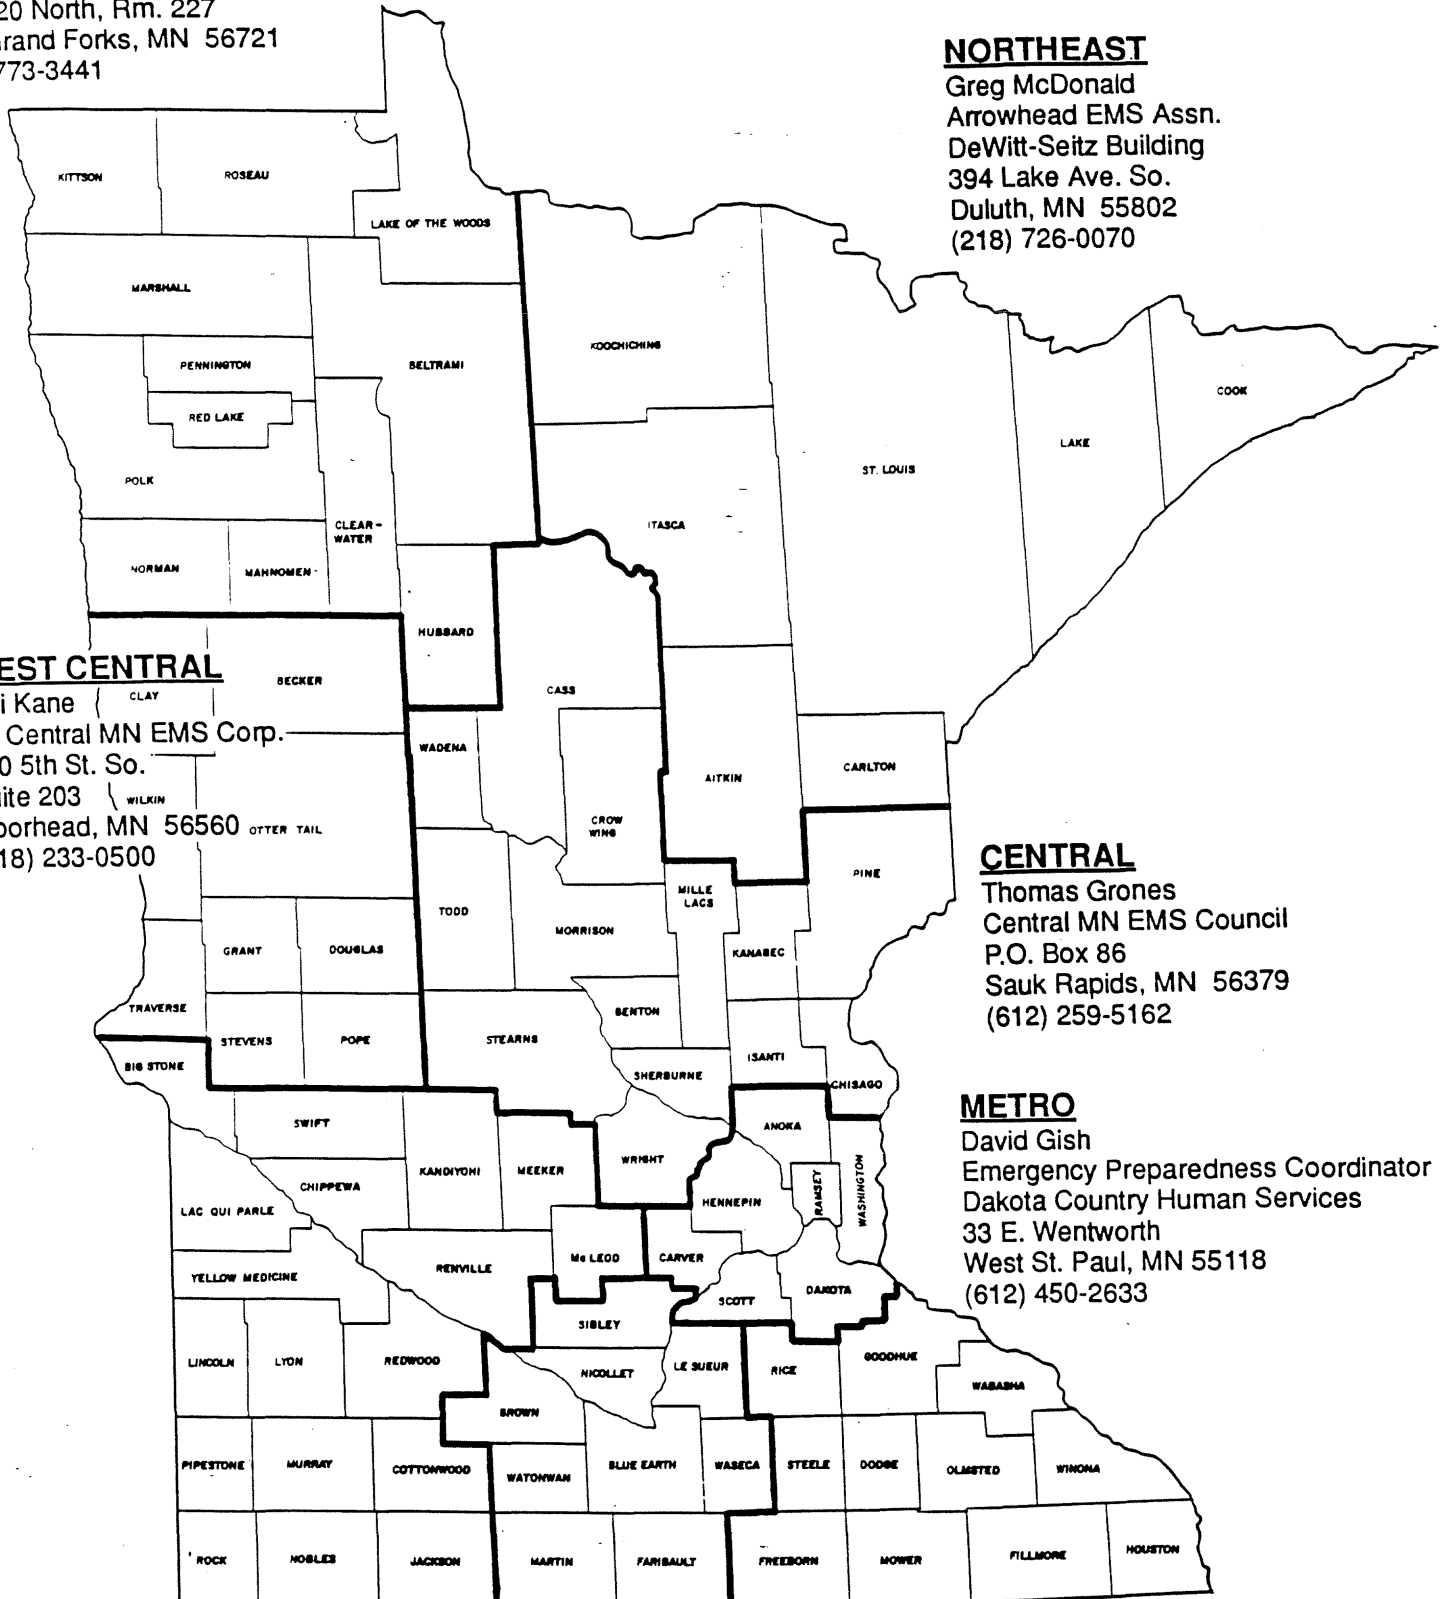 20 North, Rm. 227
rand Forks, MN 56721
773-3441
NORTHEAST
Greg McDonald
Arrowhead EMS Assn.
DeWitt-Seitz Building
394 Lake Ave. So.
Duluth, MN 55802
(218) 726-0070
KITTSON
ROSEAU
LAKE OF THE WOODS
MARSHALL
KOOCHICHING
PENNINGTON
BELTRAMI
RED LAKE
COOK
LAKE
ST. LOUIS
POLK
ITASCA
CLEAR-
WATER
NORMAN
MAHNOMEN
HUBBARD
EST CENTRAL
i Kane
Central MN EMS Corp.
0 5th St. So.
ite 203
oorhead, MN 56560
18) 233-0500
CLAY
BECKER
CASS
WADENA
AITKIN
CARLTON
WILKIN
OTTER TAIL
CROW
WING
CENTRAL
Thomas Grones
Central MN EMS Council
P.O. Box 86
Sauk Rapids, MN 56379
(612) 259-5162
PINE
MILLE
LACS
TODD
MORRISON
GRANT
DOUGLAS
KANABEC
TRAVERSE
STEVENS
POPE
STEARNS
BENTON
ISANTI
BIG STONE
SHERBURNE
CHISAGO
METRO
David Gish
Emergency Preparedness Coordinator
Dakota Country Human Services
33 E. Wentworth
West St. Paul, MN 55118
(612) 450-2633
SWIFT
ANOKA
KANDIYOHI
MEEKER
WRIGHT
CHIPPEWA
HENNEPIN
RAMSEY
WASHINGTON
LAC QUI PARLE
RENVILLE
Mc LEOD
CARVER
YELLOW MEDICINE
SCOTT
DAKOTA
SIBLEY
LINCOLN
LYON
REDWOOD
NICOLLET
LE SUEUR
RICE
GOODHUE
WABASHA
BROWN
PIPESTONE
MURRAY
COTTONWOOD
WATONWAN
BLUE EARTH
WASECA
STEELE
DODGE
OLMSTED
WINONA
ROCK
NOBLES
JACKSON
MARTIN
FARIBAULT
FREEBORN
MOWER
FILLMORE
HOUSTON